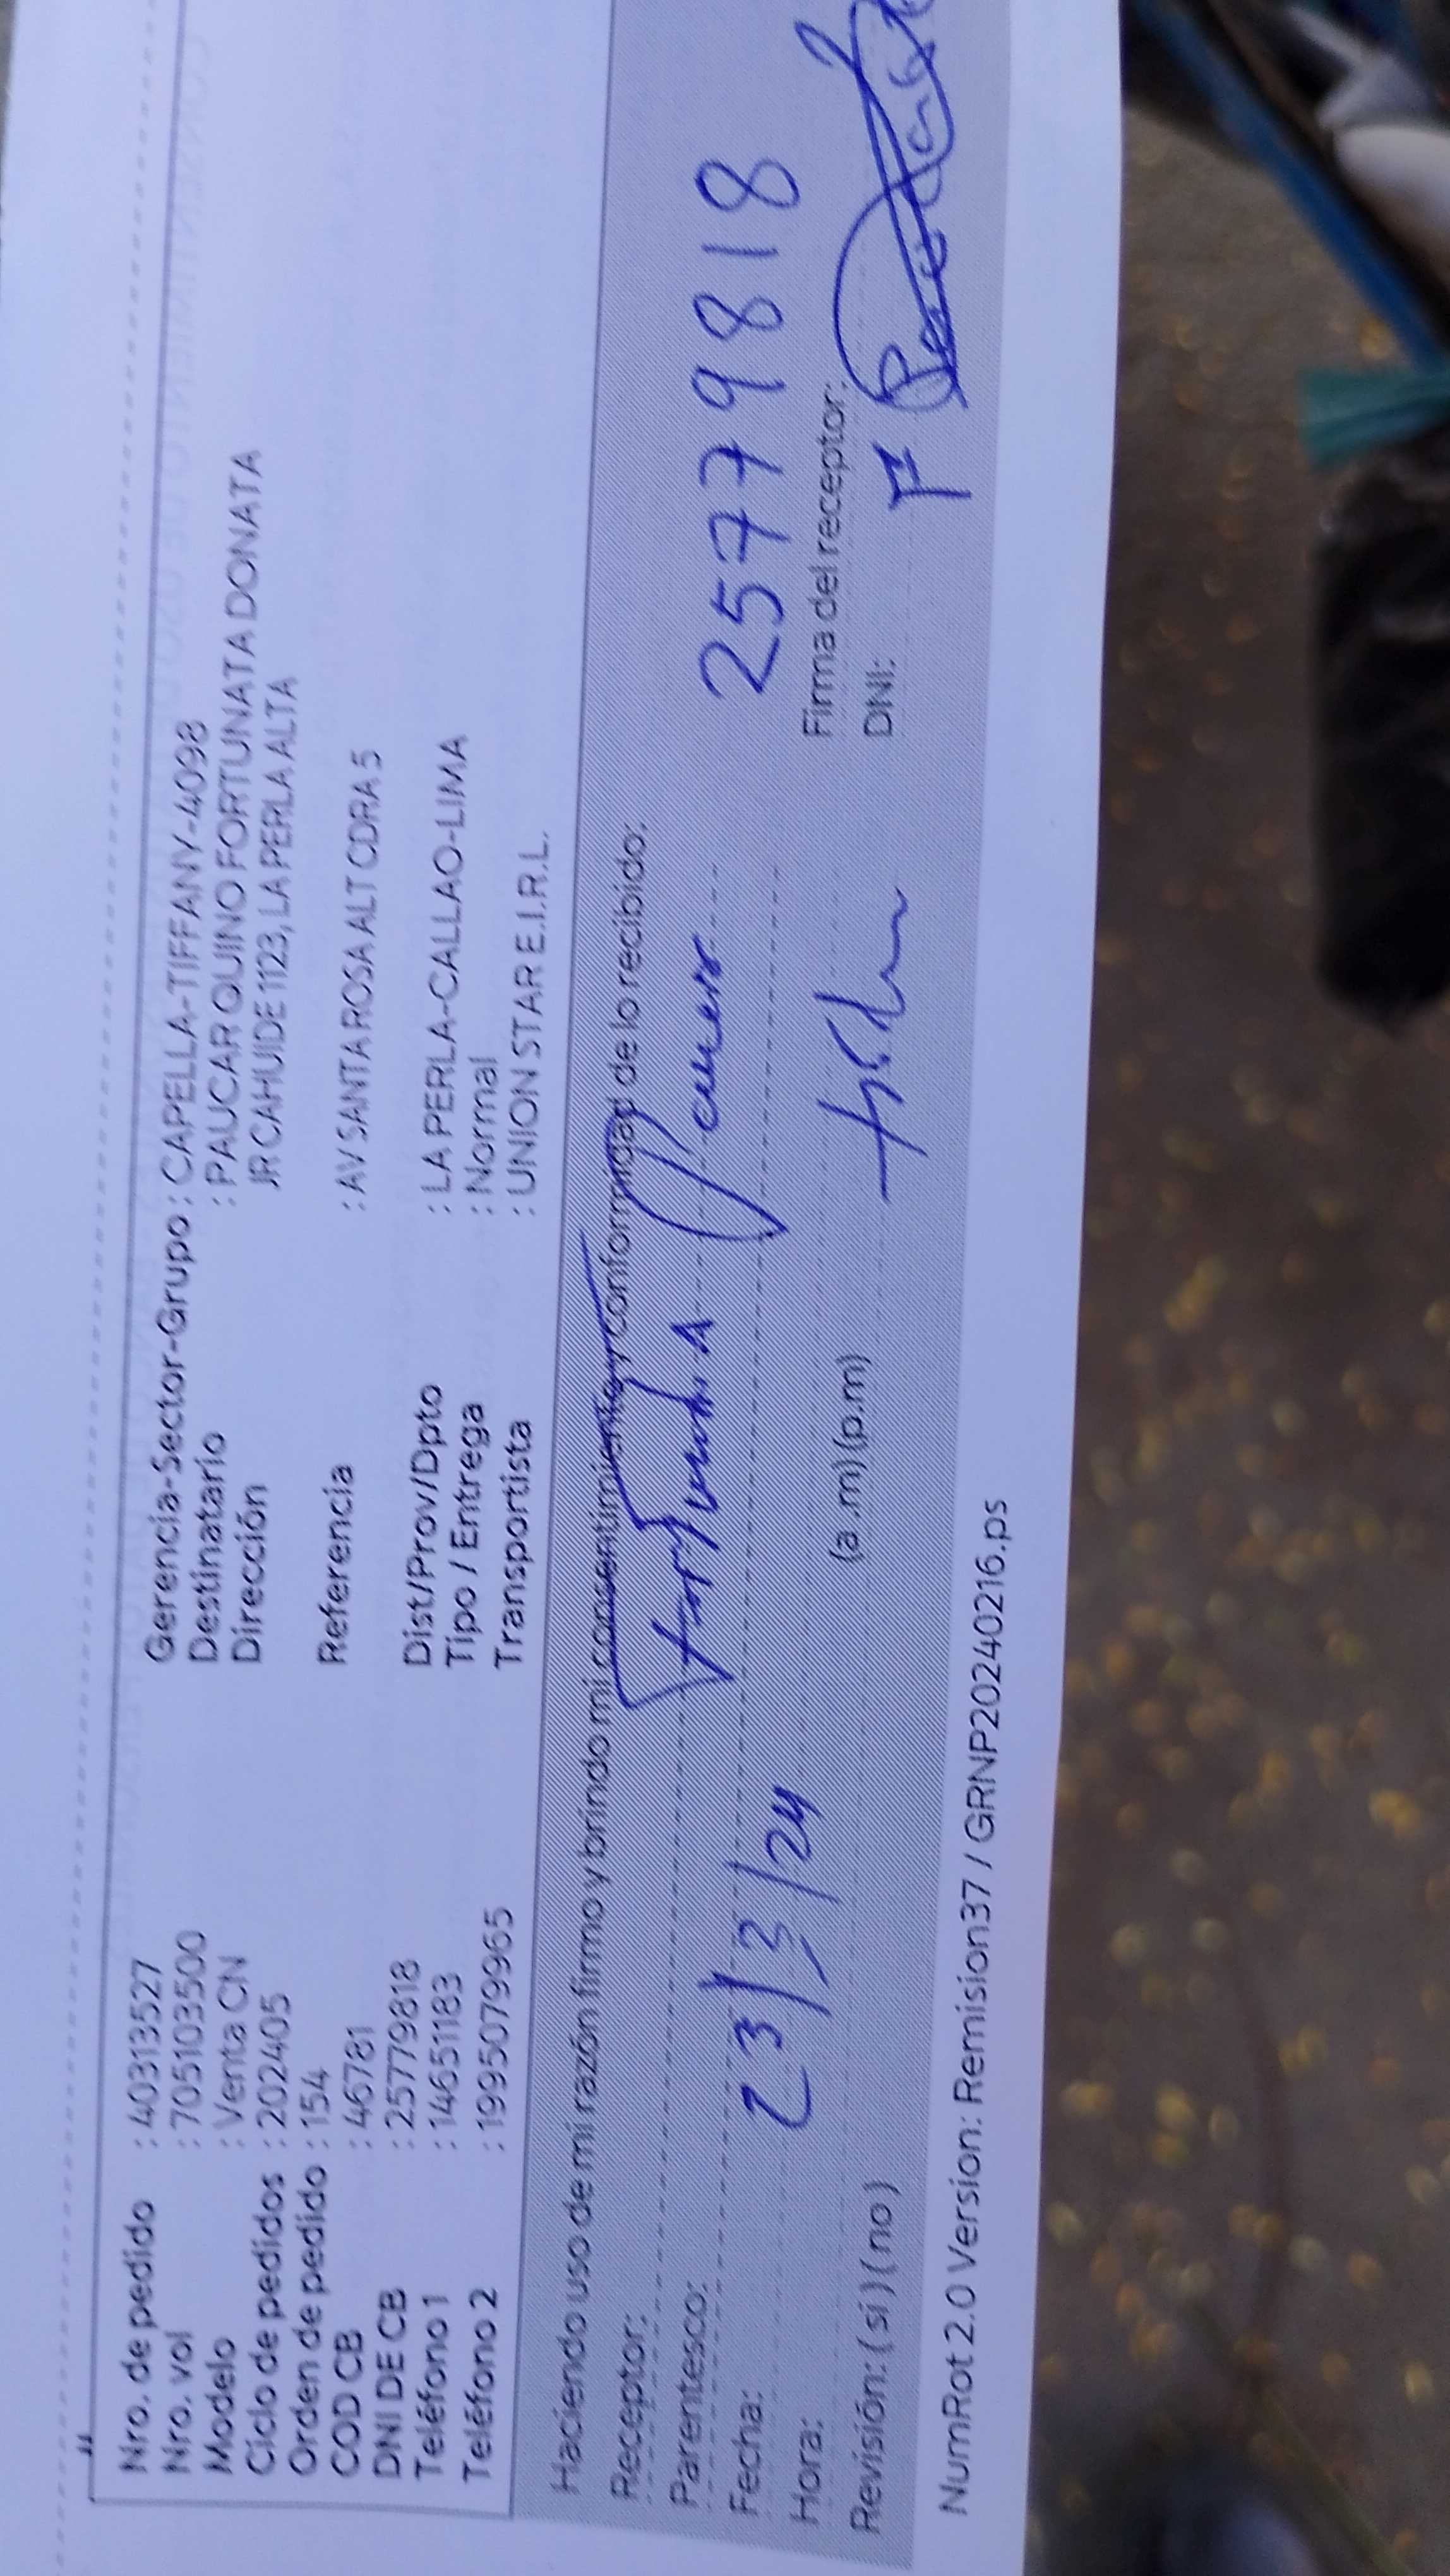 Nro. de pedido : 40313527 Gerencia-Sector-Grupo : CAPELLA-TIFFANY-4098
Nro. vol : 705103500 Destinatario : PAUCAR QUINO FORTUNATA DONATA
Modelo : Venta CN Dirección JR CAHUIDE 1123, LA PERLA ALTA
Ciclo de pedidos : 202405
Orden de pedido : 154 Referencia : AV SANTA ROSA ALT CDRA 5
COD CB : 46781
DNI DE CB : 25779818 Dist/Prov/Dpto : LA PERLA-CALLAO-LIMA
Teléfono 1 : 14651183 Tipo / Entrega : Normal
Teléfono 2 : 1995079965 Transportista : UNION STAR E.I.R.L.
Haciendo uso de mi razón firmo y brindo mi consentimiento y conformidad de lo recibido:
Receptor:
Parentesco: 25779818
Fecha: 23/3/24
Hora: (a.m) (p.m) Firma del receptor:
Revisión: (si) (no) DNI:
NumRot 2.0 Version: Remision37 / GRNP20240216.ps